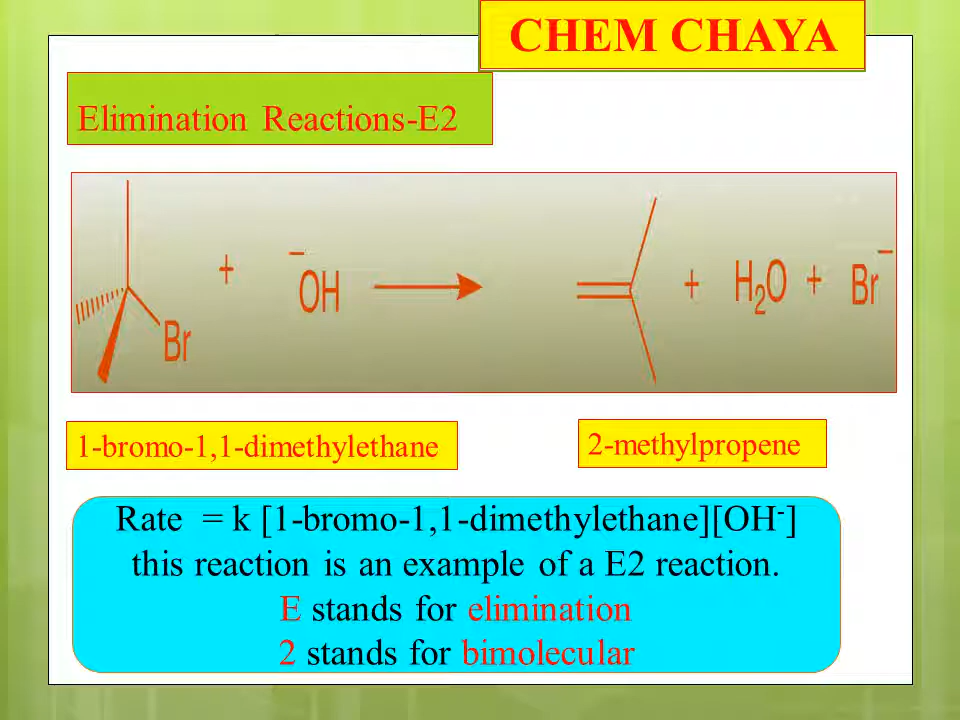 CHEM CHAYA
Elimination Reactions-E2
Br + ⁻OH + H₂O + Br⁻
1-bromo-1,1-dimethylethane
2-methylpropene
Rate = k [1-bromo-1,1-dimethylethane][OH⁻]
this reaction is an example of a E2 reaction.
E stands for elimination
2 stands for bimolecular